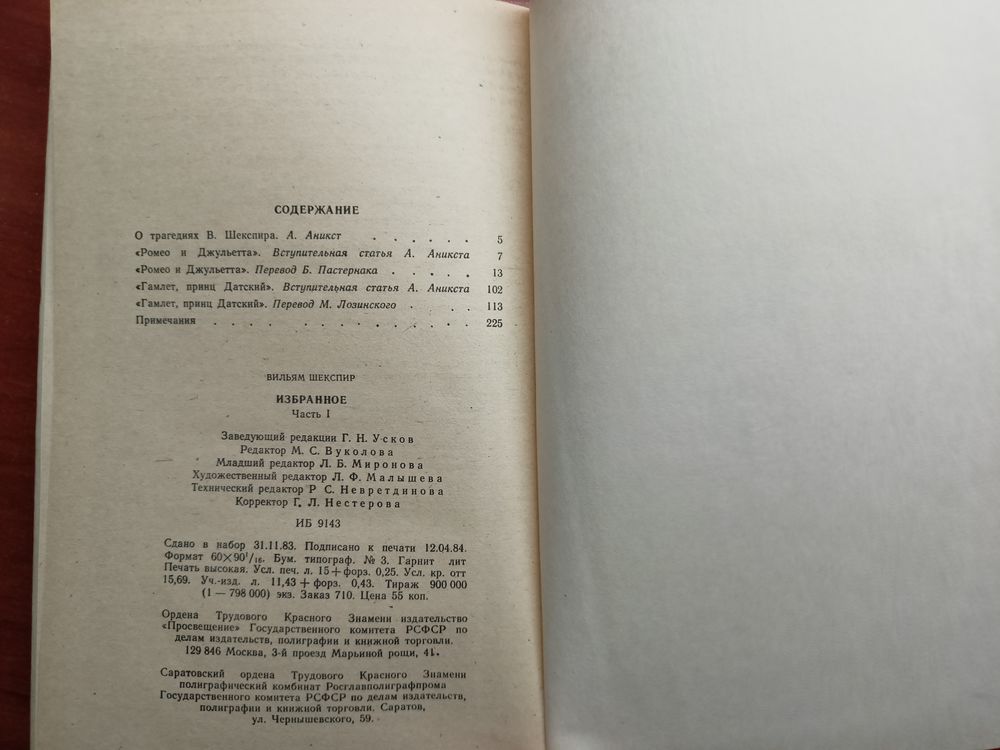 СОДЕРЖАНИЕ
О трагедиях В. Шекспира. А. Аникст . . . . . . 5
«Ромео и Джульетта». Вступительная статья А. Аникста 7
«Ромео и Джульетта». Перевод Б. Пастернака . . . . . 13
«Гамлет, принц Датский». Вступительная статья А. Аникста 102
«Гамлет, принц Датский». Перевод М. Лозинского . . . 113
Примечания . . . . . . . . . . . . . . 225
ВИЛЬЯМ ШЕКСПИР
ИЗБРАННОЕ
Часть I
Заведующий редакции Г. Н. Усков
Редактор М. С. Вуколова
Младший редактор Л. Б. Миронова
Художественный редактор Л. Ф. Малышева
Технический редактор Р С. Невретдинова
Корректор Г. Л. Нестерова
ИБ 9143
Сдано в набор 31.11.83. Подписано к печати 12.04.84.
Формат 60×90¹/₁₆. Бум. типограф. № 3. Гарнит лит
Печать высокая. Усл. печ. л. 15 + форз. 0,25. Усл. кр. отт
15,69. Уч.-изд. л. 11,43 + форз. 0,43. Тираж 900 000
(1 — 798 000) экз. Заказ 710. Цена 55 коп.
Ордена Трудового Красного Знамени издательство
«Просвещение» Государственного комитета РСФСР по
делам издательств, полиграфии и книжной торговли.
129 846 Москва, 3-й проезд Марьиной рощи, 41.
Саратовский ордена Трудового Красного Знамени
полиграфический комбинат Росглавполиграфпрома
Государственного комитета РСФСР по делам издательств,
полиграфии и книжной торговли. Саратов,
ул. Чернышевского, 59.